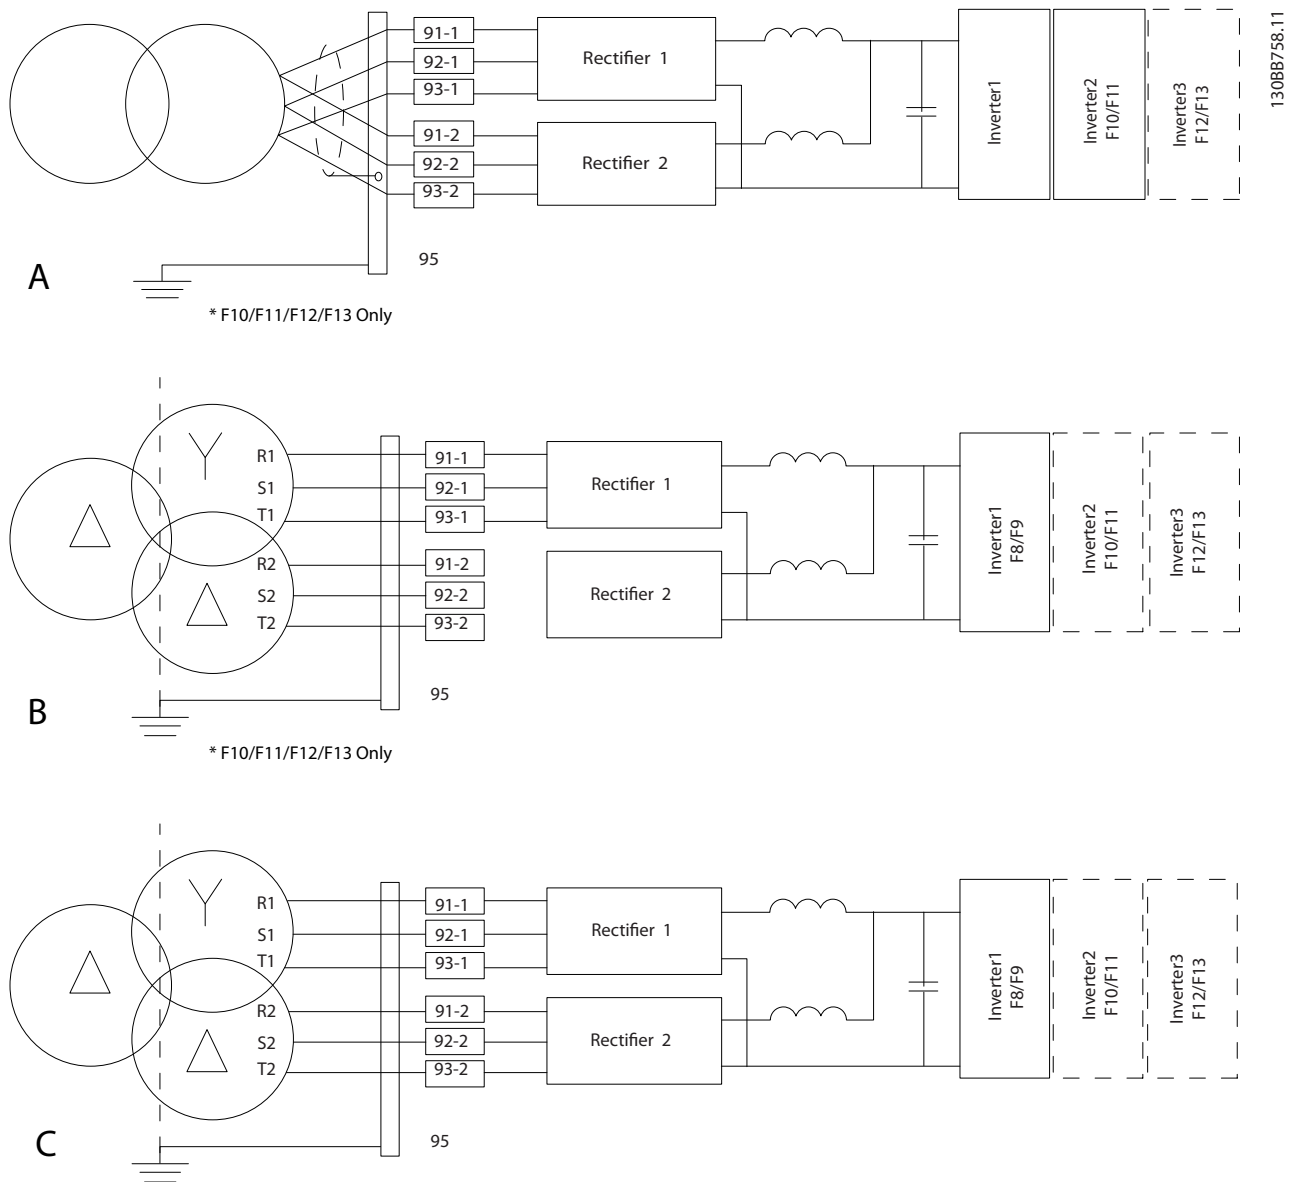 91-1
92-1
93-1
91-2
92-2
93-2
Rectifier 1
Rectifier 2
Inverter1
Inverter2
F10/F11
Inverter3
F12/F13
130BB758.11
95
A
* F10/F11/F12/F13 Only
R1
S1
T1
R2
S2
T2
91-1
92-1
93-1
91-2
92-2
93-2
Rectifier 1
Rectifier 2
Inverter1
F8/F9
Inverter2
F10/F11
Inverter3
F12/F13
95
B
* F10/F11/F12/F13 Only
R1
S1
T1
R2
S2
T2
91-1
92-1
93-1
91-2
92-2
93-2
Rectifier 1
Rectifier 2
Inverter1
F8/F9
Inverter2
F10/F11
Inverter3
F12/F13
95
C